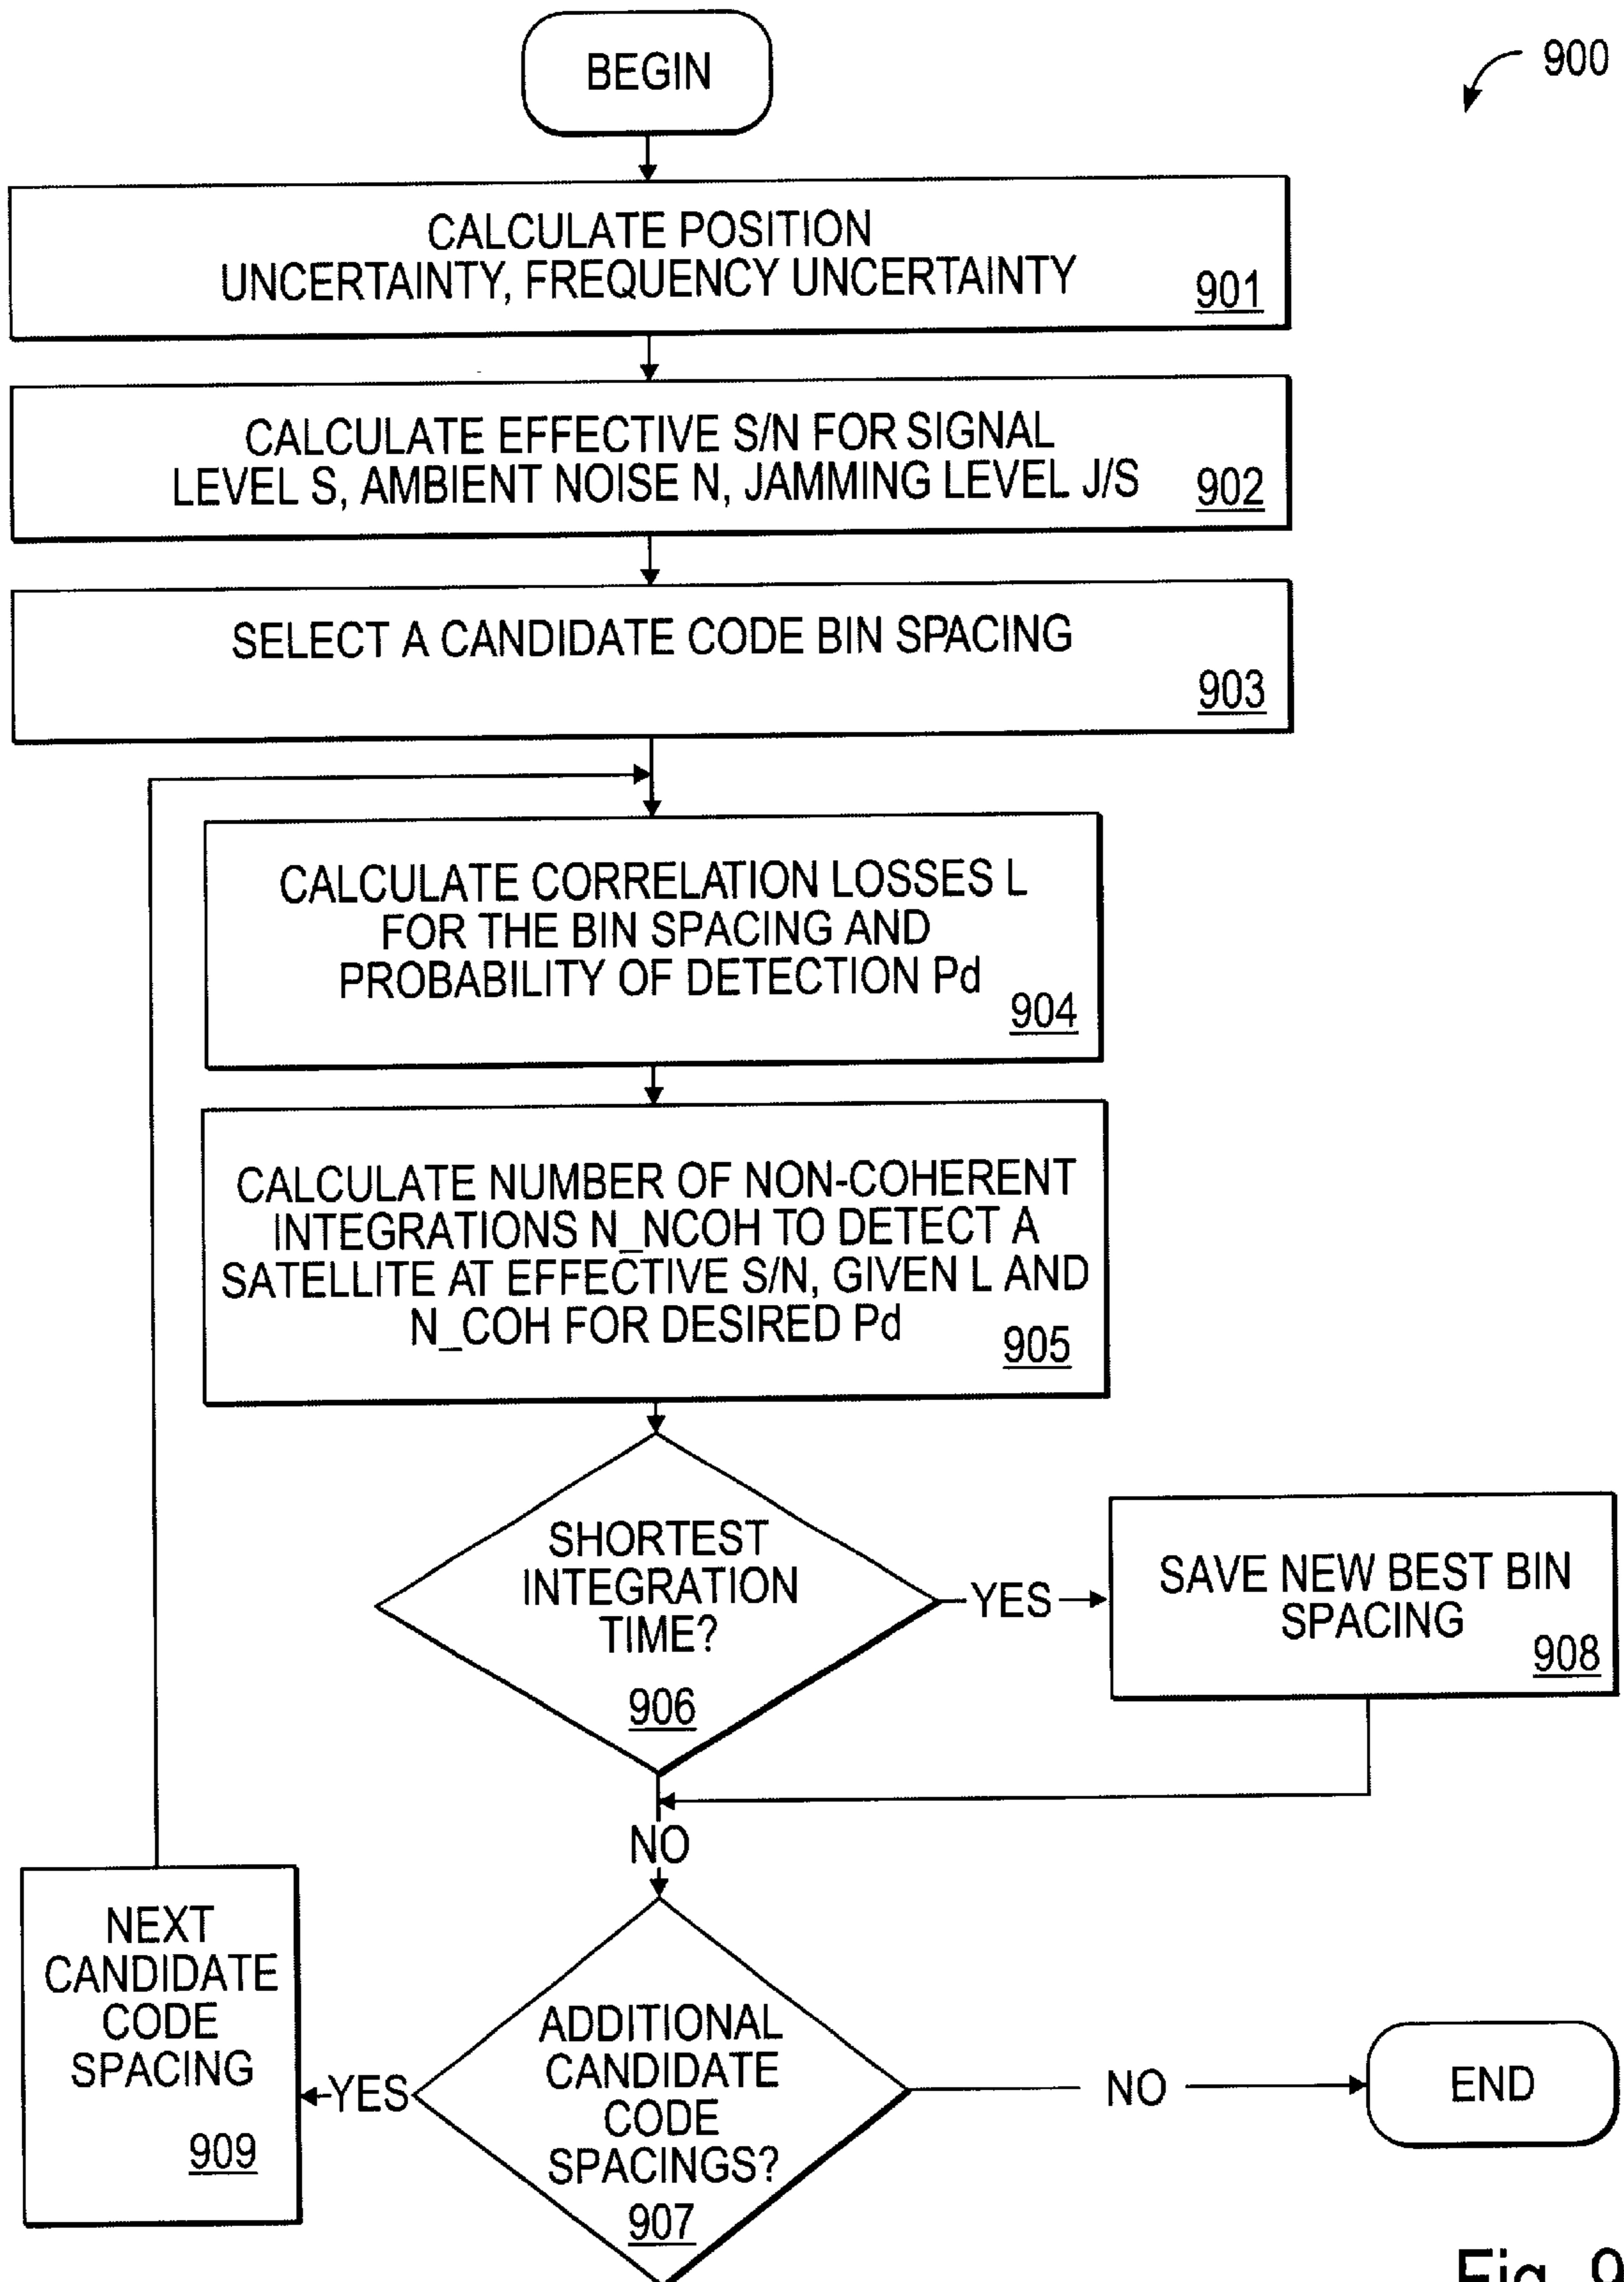 BEGIN
900
CALCULATE POSITION
UNCERTAINTY, FREQUENCY UNCERTAINTY
901
CALCULATE EFFECTIVE S/N FOR SIGNAL
LEVEL S, AMBIENT NOISE N, JAMMING LEVEL J/S
902
SELECT A CANDIDATE CODE BIN SPACING
903
CALCULATE CORRELATION LOSSES L
FOR THE BIN SPACING AND
PROBABILITY OF DETECTION Pd
904
CALCULATE NUMBER OF NON-COHERENT
INTEGRATIONS N_NCOH TO DETECT A
SATELLITE AT EFFECTIVE S/N, GIVEN L AND
N_COH FOR DESIRED Pd
905
SHORTEST
INTEGRATION
TIME?
906
YES
SAVE NEW BEST BIN
SPACING
908
NO
NEXT
CANDIDATE
CODE
SPACING
909
YES
ADDITIONAL
CANDIDATE
CODE
SPACINGS?
907
NO
END
Fig. 9